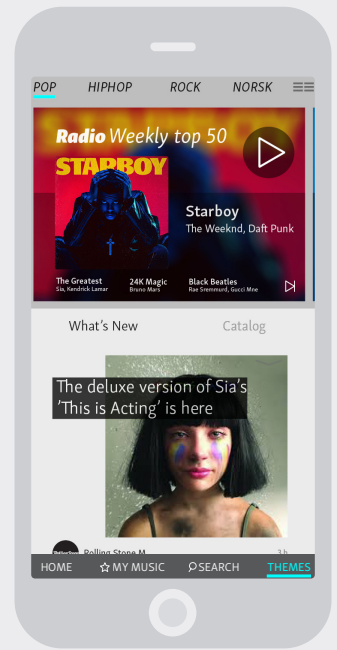 POP HIPHOP ROCK NORSK
Radio Weekly top 50
STARBOY
Starboy
The Weeknd, Daft Punk
The Greatest 24K Magic Black Beatles
Sia, Kendrick Lamar Bruno Mars Rae Sremmurd, Gucci Mne
What's New Catalog
The deluxe version of Sia's
'This is Acting' is here
Rolling Stone M 3 h
HOME MY MUSIC SEARCH THEMES